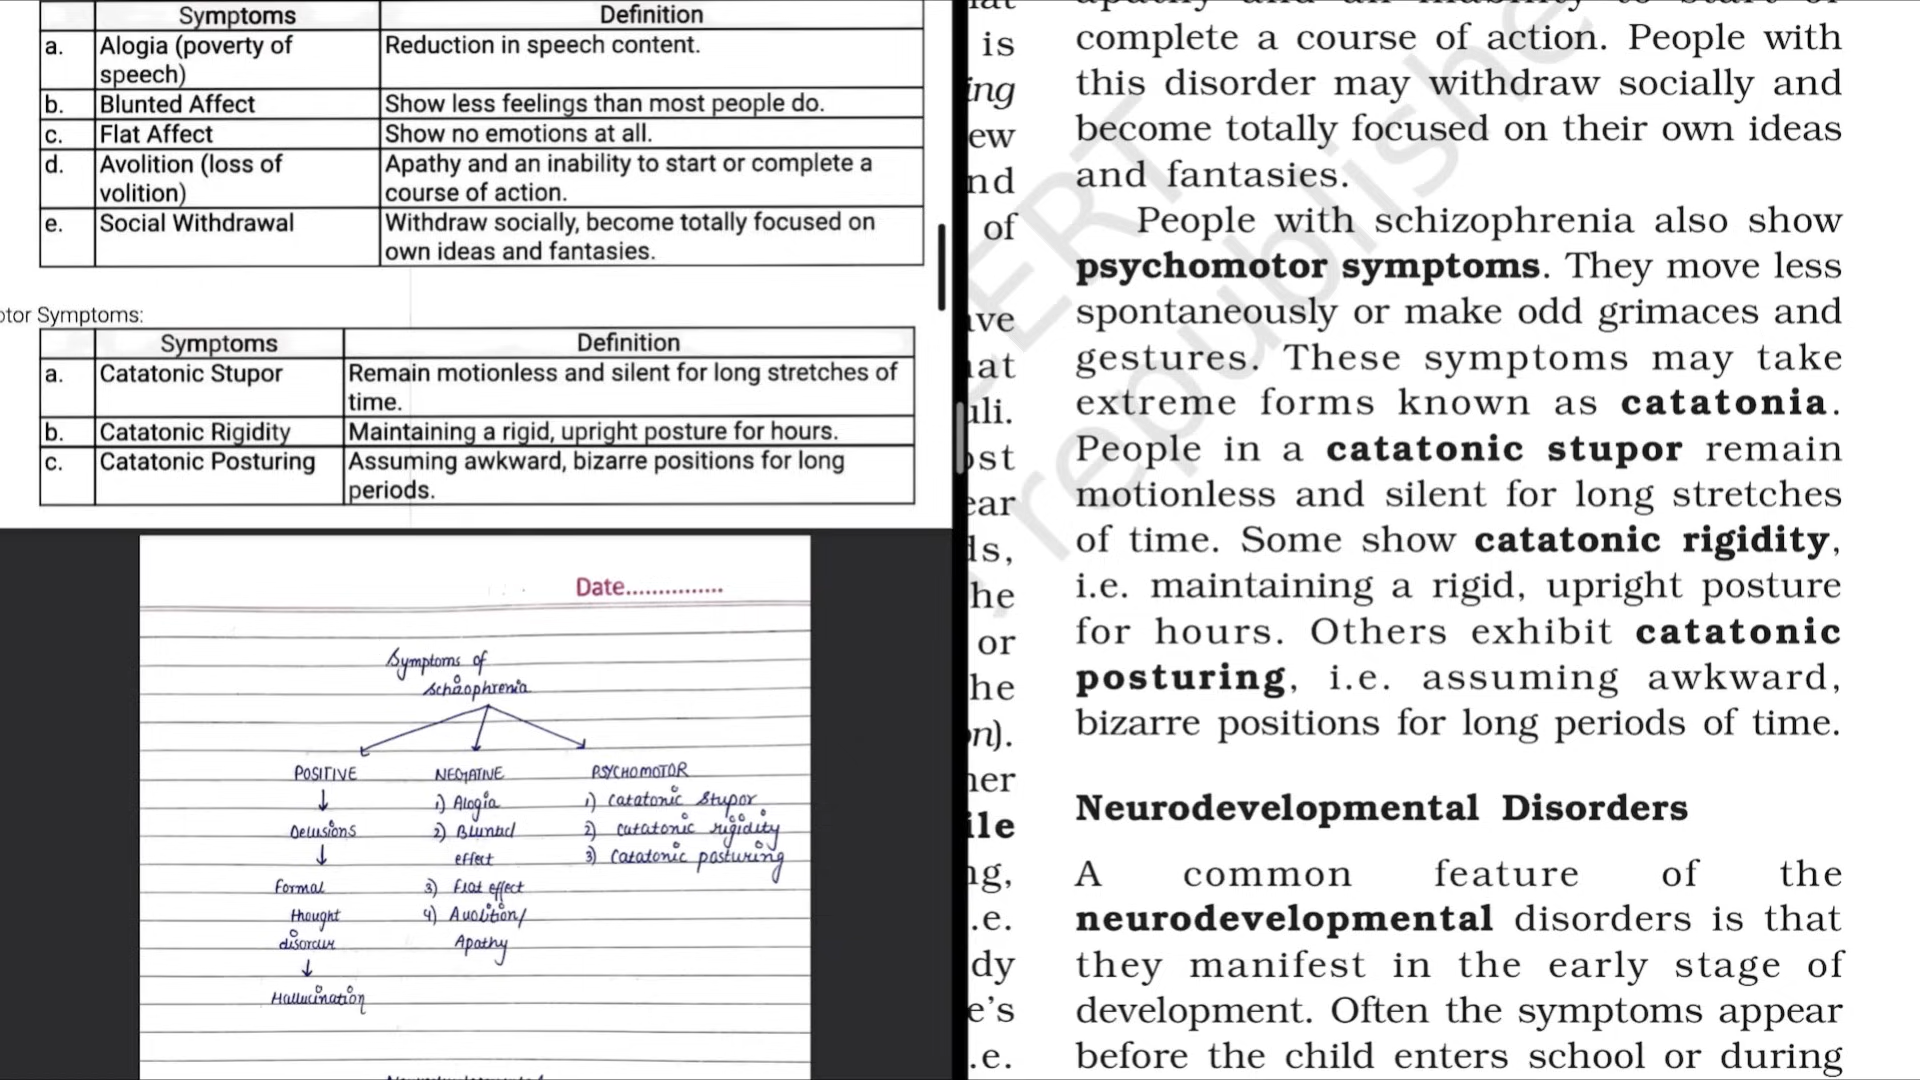 Symptoms Definition
a. Alogia (poverty of speech) Reduction in speech content.
b. Blunted Affect Show less feelings than most people do.
c. Flat Affect Show no emotions at all.
d. Avolition (loss of volition) Apathy and an inability to start or complete a course of action.
e. Social Withdrawal Withdraw socially, become totally focused on own ideas and fantasies.
Symptoms:
Symptoms Definition
a. Catatonic Stupor Remain motionless and silent for long stretches of time.
b. Catatonic Rigidity Maintaining a rigid, upright posture for hours.
c. Catatonic Posturing Assuming awkward, bizarre positions for long periods.
Date...............
Symptoms of
Schizophrenia
POSITIVE
↓
Delusions
↓
Formal
thought
disorder
↓
Hallucination
NEGATIVE
1) Alogia
2) Blunted
effect
3) Flat effect
4) Avolition/
Apathy
PSYCHOMOTOR
1) Catatonic Stupor
2) catatonic rigidity
3) Catatonic posturing
is
ing
ew
nd
of
ve
at
uli.
st
ear
ds,
he
or
he
n).
her
ile
ng,
.e.
dy
e's
.e.
complete a course of action. People with
this disorder may withdraw socially and
become totally focused on their own ideas
and fantasies.
People with schizophrenia also show
psychomotor symptoms. They move less
spontaneously or make odd grimaces and
gestures. These symptoms may take
extreme forms known as catatonia.
People in a catatonic stupor remain
motionless and silent for long stretches
of time. Some show catatonic rigidity,
i.e. maintaining a rigid, upright posture
for hours. Others exhibit catatonic
posturing, i.e. assuming awkward,
bizarre positions for long periods of time.
Neurodevelopmental Disorders
A common feature of the
neurodevelopmental disorders is that
they manifest in the early stage of
development. Often the symptoms appear
before the child enters school or during